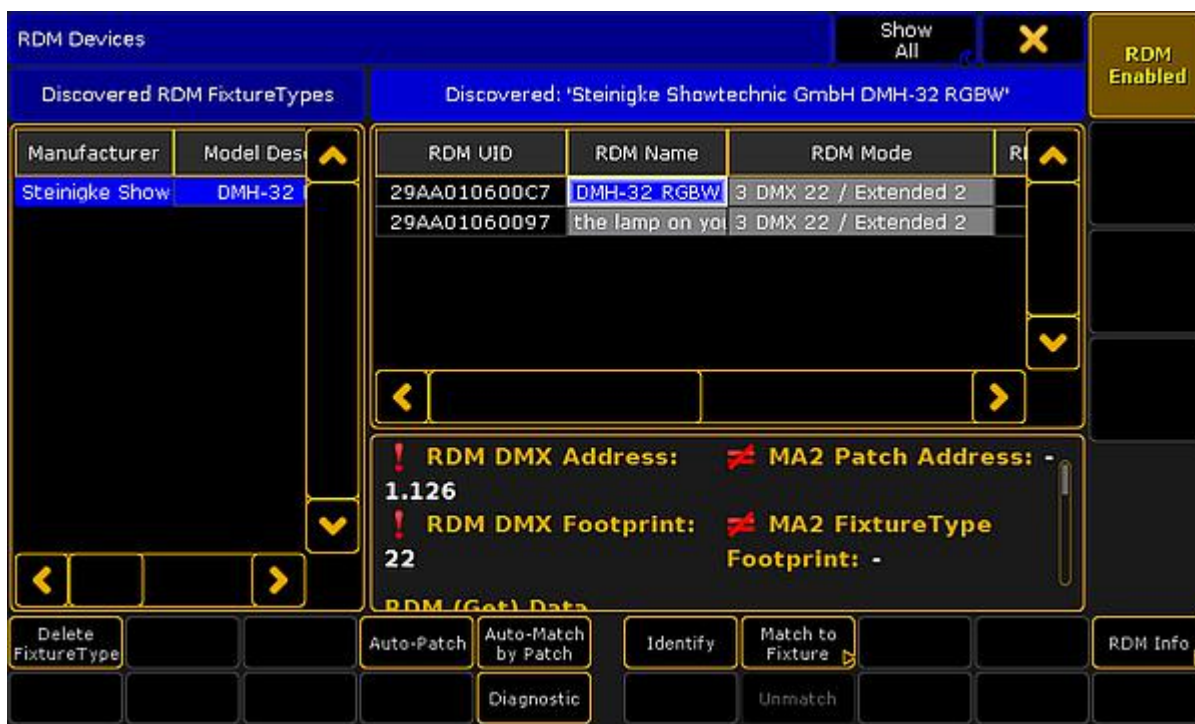 RDM Devices
Show
All
RDM
Enabled
Discovered RDM FixtureTypes
Discovered: 'Steinigke Showtechnic GmbH DMH-32 RGBW'
Manufacturer Model Des
RDM UID RDM Name RDM Mode
Steinigke Show DMH-32
29AA010600C7 DMH-32 RGBW 3 DMX 22 / Extended 2
29AA01060097 the lamp on you 3 DMX 22 / Extended 2
! RDM DMX Address: ≠ MA2 Patch Address: -
1.126
! RDM DMX Footprint: ≠ MA2 FixtureType
22 Footprint: -
RDM (Get) Data
Delete
FixtureType
Auto-Patch
Auto-Match
by Patch
Identify
Match to
Fixture
RDM Info
Diagnostic
Unmatch